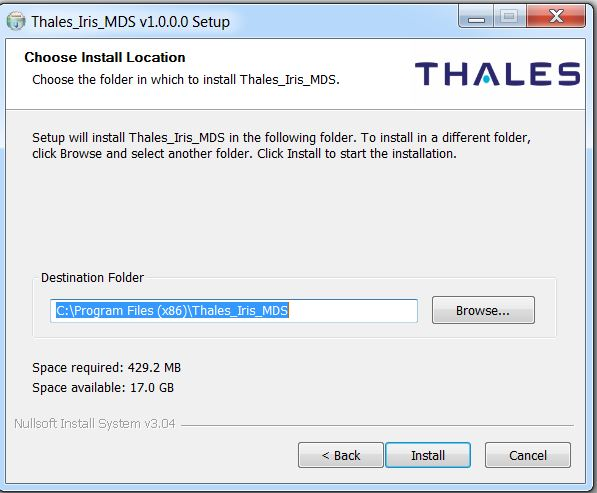 Thales_Iris_MDS v1.0.0.0 Setup
Choose Install Location
Choose the folder in which to install Thales_Iris_MDS.
THALES
Setup will install Thales_Iris_MDS in the following folder. To install in a different folder,
click Browse and select another folder. Click Install to start the installation.
Destination Folder
C:\Program Files (x86)\Thales_Iris_MDS
Browse...
Space required: 429.2 MB
Space available: 17.0 GB
Nullsoft Install System v3.04
< Back
Install
Cancel